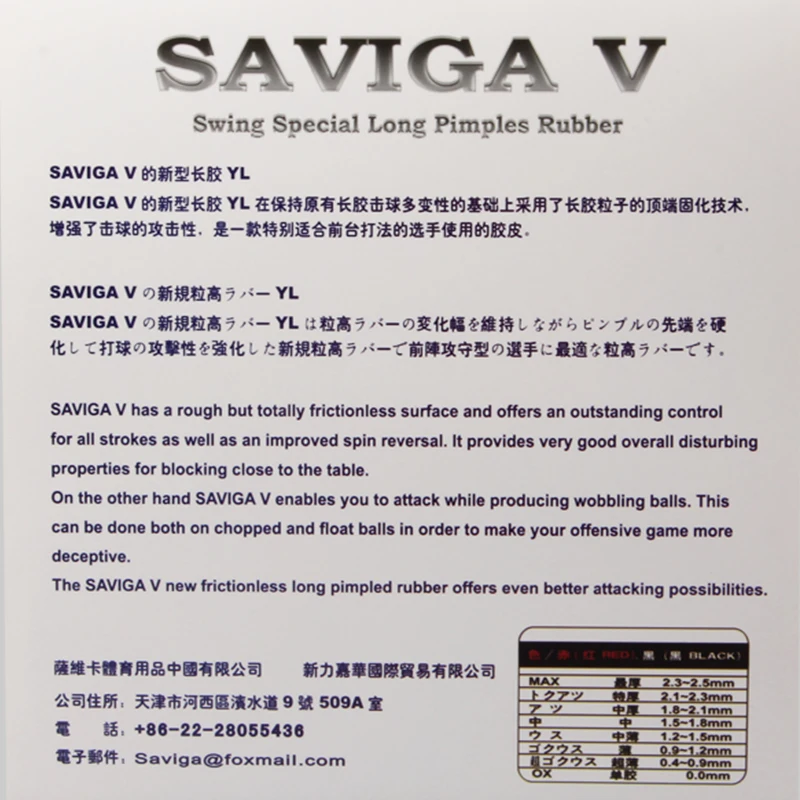 SAVIGA V
Swing Special Long Pimples Rubber
SAVIGA V 的新型长胶 YL
SAVIGA V 的新型长胶 YL 在保持原有长胶击球多变性的基础上采用了长胶粒子的顶端固化技术，
增强了击球的攻击性，是一款特别适合前台打法的选手使用的胶皮。
SAVIGA V の新規粒高ラバー YL
SAVIGA V の新規粒高ラバー YL は粒高ラバーの変化幅を維持しながらピンプルの先端を硬
化して打球の攻撃性を強化した新規粒高ラバーで前陣攻守型の選手に最適な粒高ラバーです。
SAVIGA V has a rough but totally frictionless surface and offers an outstanding control
for all strokes as well as an improved spin reversal. It provides very good overall disturbing
properties for blocking close to the table.
On the other hand SAVIGA V enables you to attack while producing wobbling balls. This
can be done both on chopped and float balls in order to make your offensive game more
deceptive.
The SAVIGA V new frictionless long pimpled rubber offers even better attacking possibilities.
薩維卡體育用品中國有限公司 新力嘉華國際貿易有限公司
公司住所：天津市河西區濱水道 9 號 509A 室
電 話：+86-22-28055436
電子郵件：Saviga@foxmail.com
色／赤（红 RED）、黑（黑 BLACK）
MAX 最厚 2.3~2.5mm
トクアツ 特厚 2.1~2.3mm
アツ 中厚 1.8~2.1mm
中 中 1.5~1.8mm
ウス 中薄 1.2~1.5mm
ゴクウス 薄 0.9~1.2mm
超ゴクウス 超薄 0.4~0.9mm
OX 单胶 0.0mm